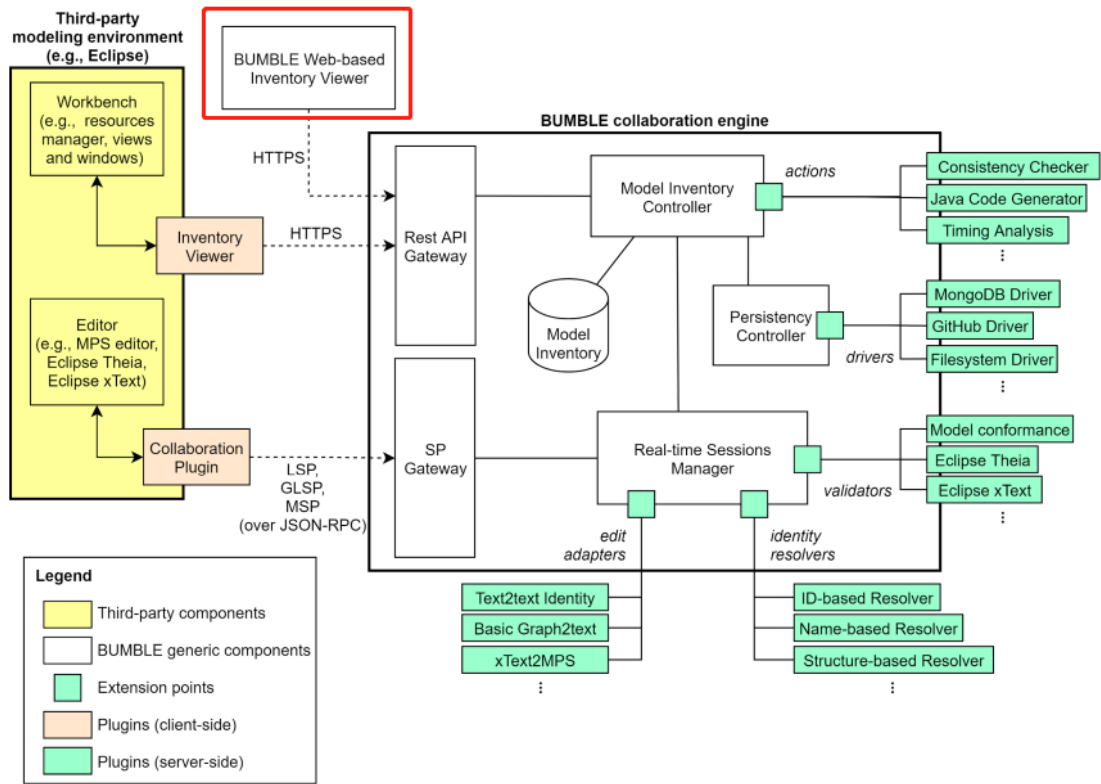 Third-party
modeling environment
(e.g., Eclipse)
BUMBLE Web-based
Inventory Viewer
Workbench
(e.g., resources
manager, views
and windows)
HTTPS
Inventory
Viewer
HTTPS
Editor
(e.g., MPS editor,
Eclipse Theia,
Eclipse xText)
Collaboration
Plugin
LSP,
GLSP,
MSP
(over JSON-RPC)
BUMBLE collaboration engine
Rest API
Gateway
Model Inventory
Controller
actions
Model
Inventory
Persistency
Controller
drivers
SP
Gateway
Real-time Sessions
Manager
validators
edit
adapters
identity
resolvers
Consistency Checker
Java Code Generator
Timing Analysis
...
MongoDB Driver
GitHub Driver
Filesystem Driver
...
Model conformance
Eclipse Theia
Eclipse xText
...
Text2text Identity
Basic Graph2text
xText2MPS
...
ID-based Resolver
Name-based Resolver
Structure-based Resolver
...
Legend
Third-party components
BUMBLE generic components
Extension points
Plugins (client-side)
Plugins (server-side)